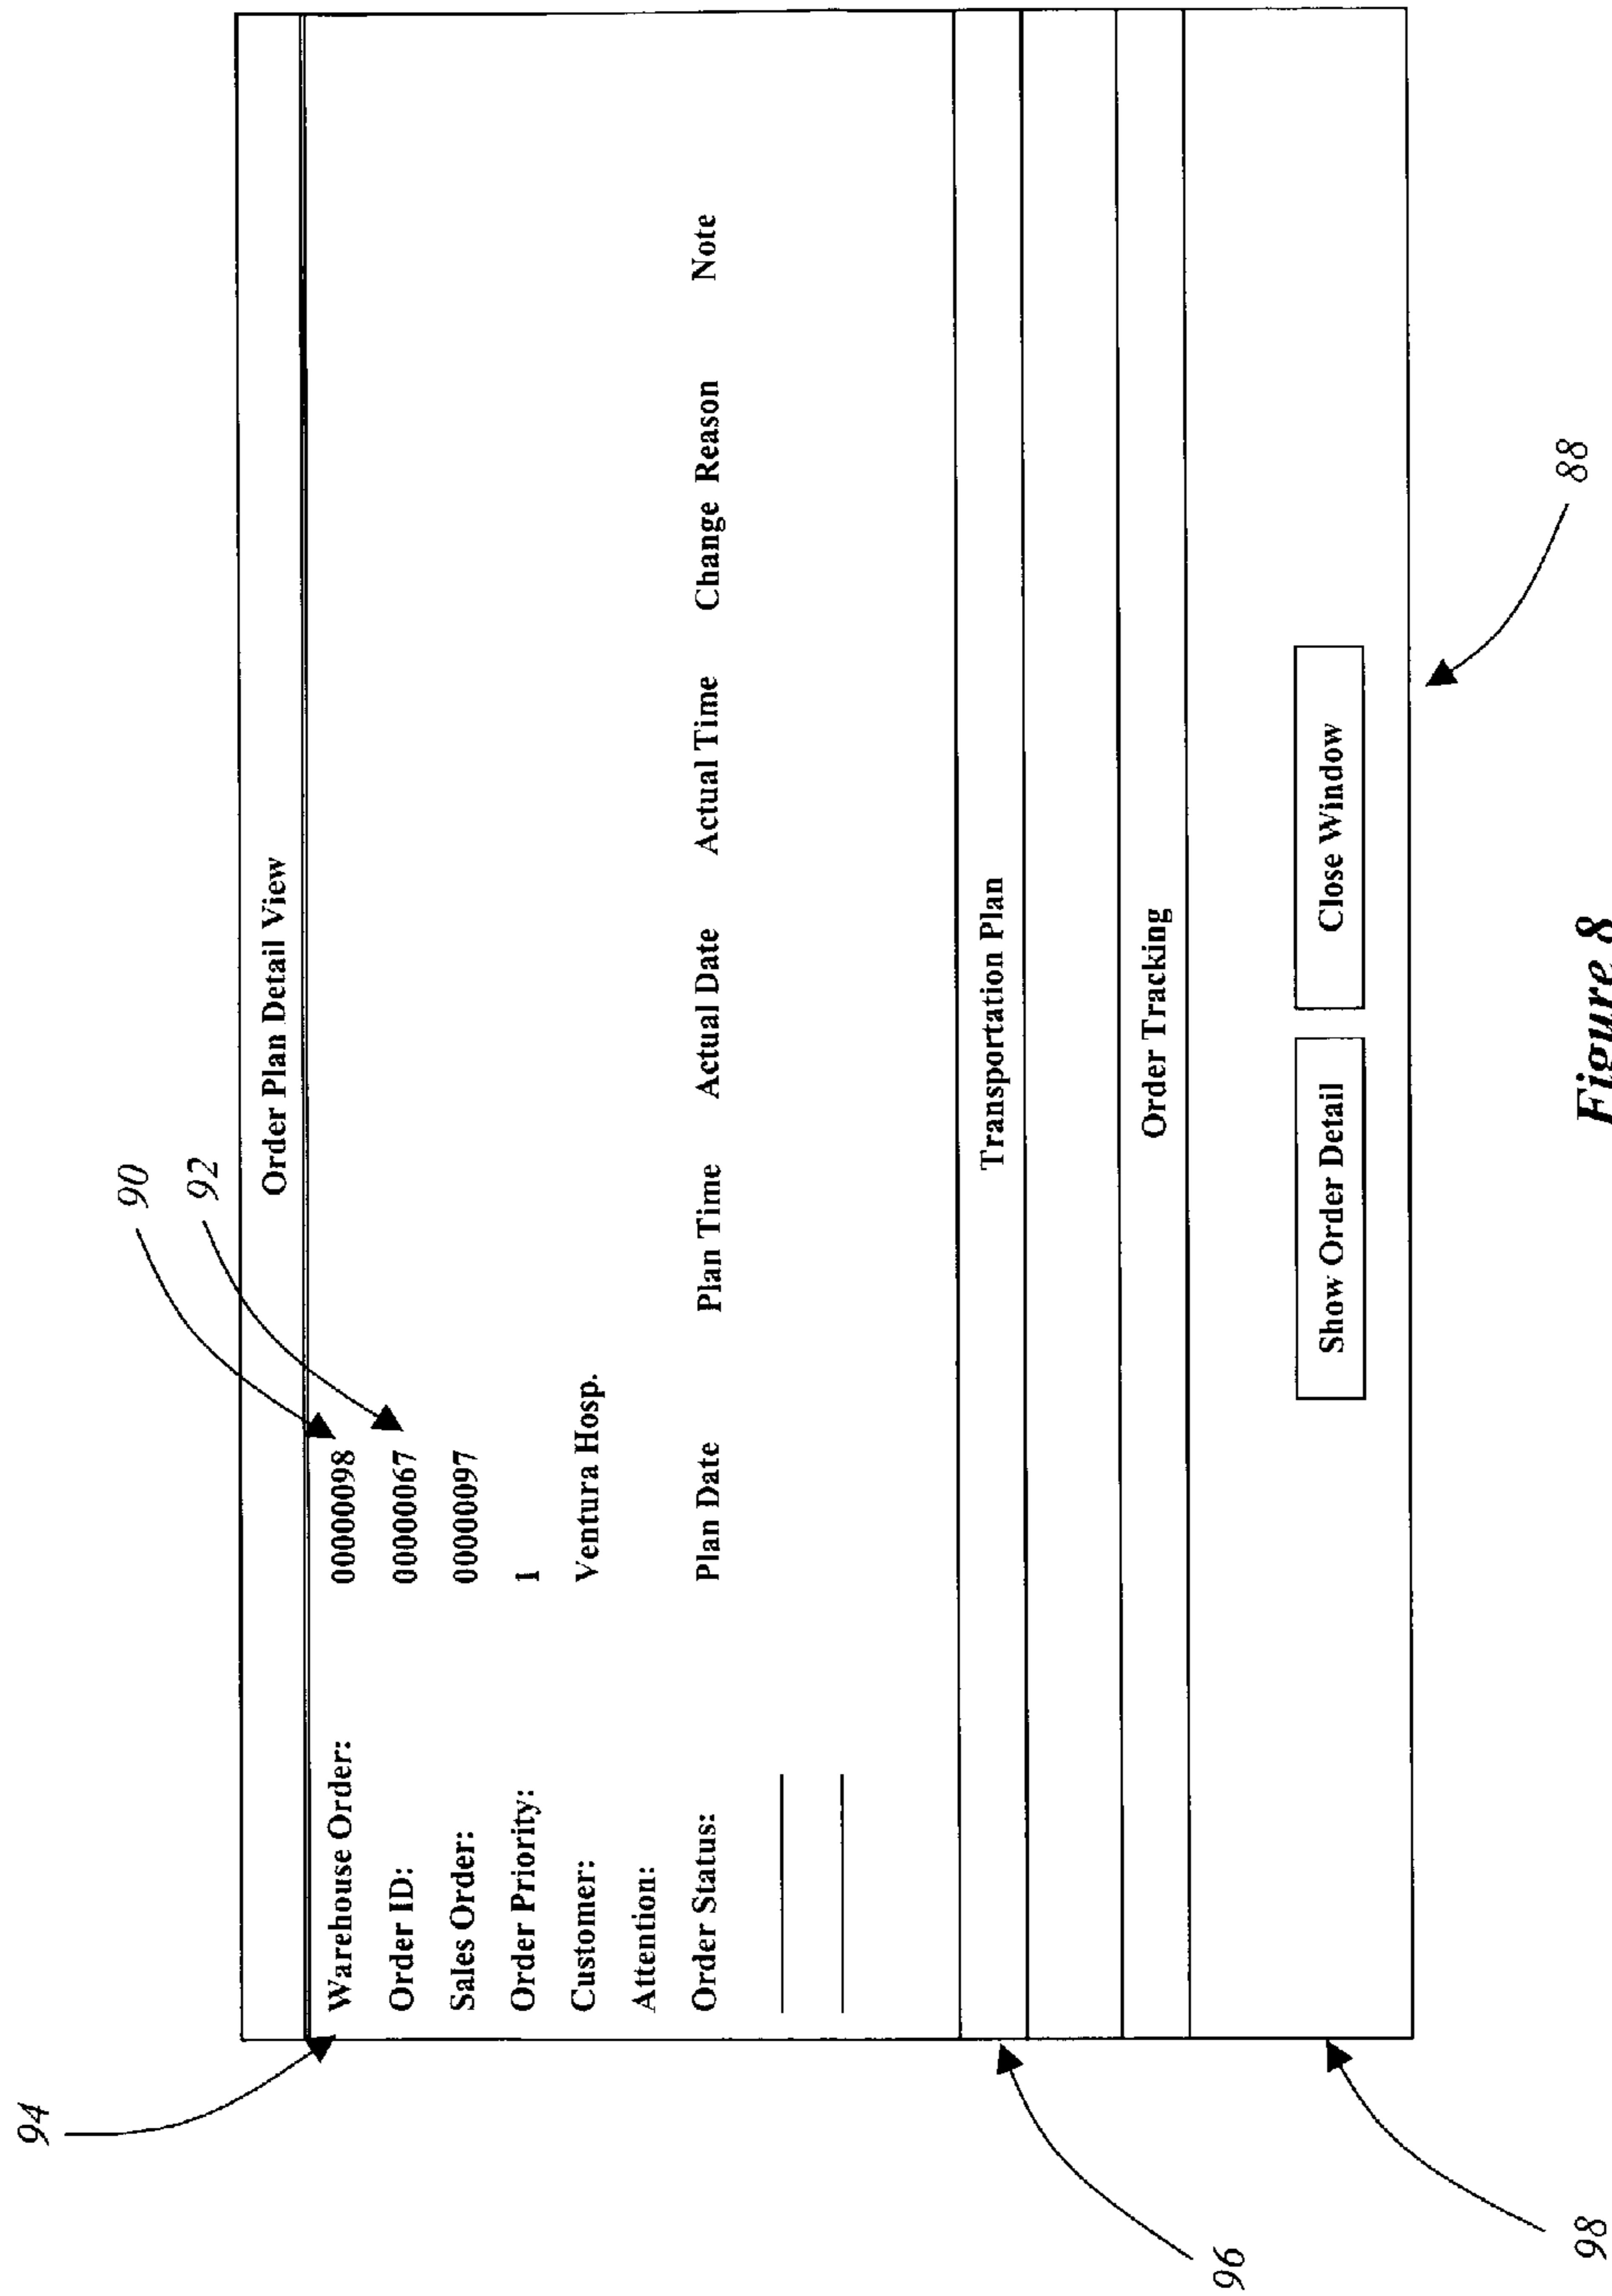 94
90
92
Order Plan Detail View
Warehouse Order: 00000098
Order ID: 00000067
Sales Order: 00000097
Order Priority: 1
Customer: Ventura Hosp.
Attention:
Order Status: Plan Date Plan Time Actual Date Actual Time Change Reason Note
Transportation Plan
Order Tracking
96
Show Order Detail Close Window
88
98
Figure 8